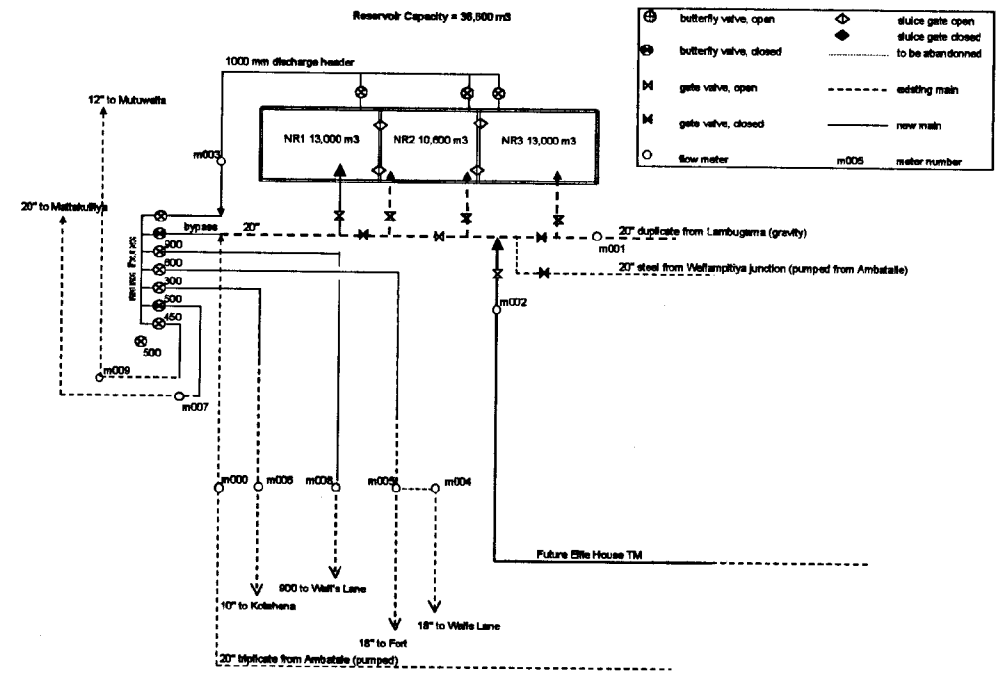 Reservoir Capacity = 36,600 m3
butterfly valve, open
sluice gate open
sluice gate closed
butterfly valve, closed
to be abandonned
gate valve, open
existing main
gate valve, closed
new main
flow meter
m005
meter number
1000 mm discharge header
12" to Mutuwella
NR1 13,000 m3
NR2 10,600 m3
NR3 13,000 m3
m003
20" to Mattakuliya
bypass
20"
20" duplicate from Lambugama (gravity)
m001
20" steel from Wellampitiya junction (pumped from Ambatalle)
900
600
300
500
450
500
m002
m009
m007
m000
m006
m008
m005
m004
Future Ellie House TM
900 to Wall's Lane
10" to Kotahena
18" to Fort
18" to Walls Lane
20" triplicate from Ambatale (pumped)